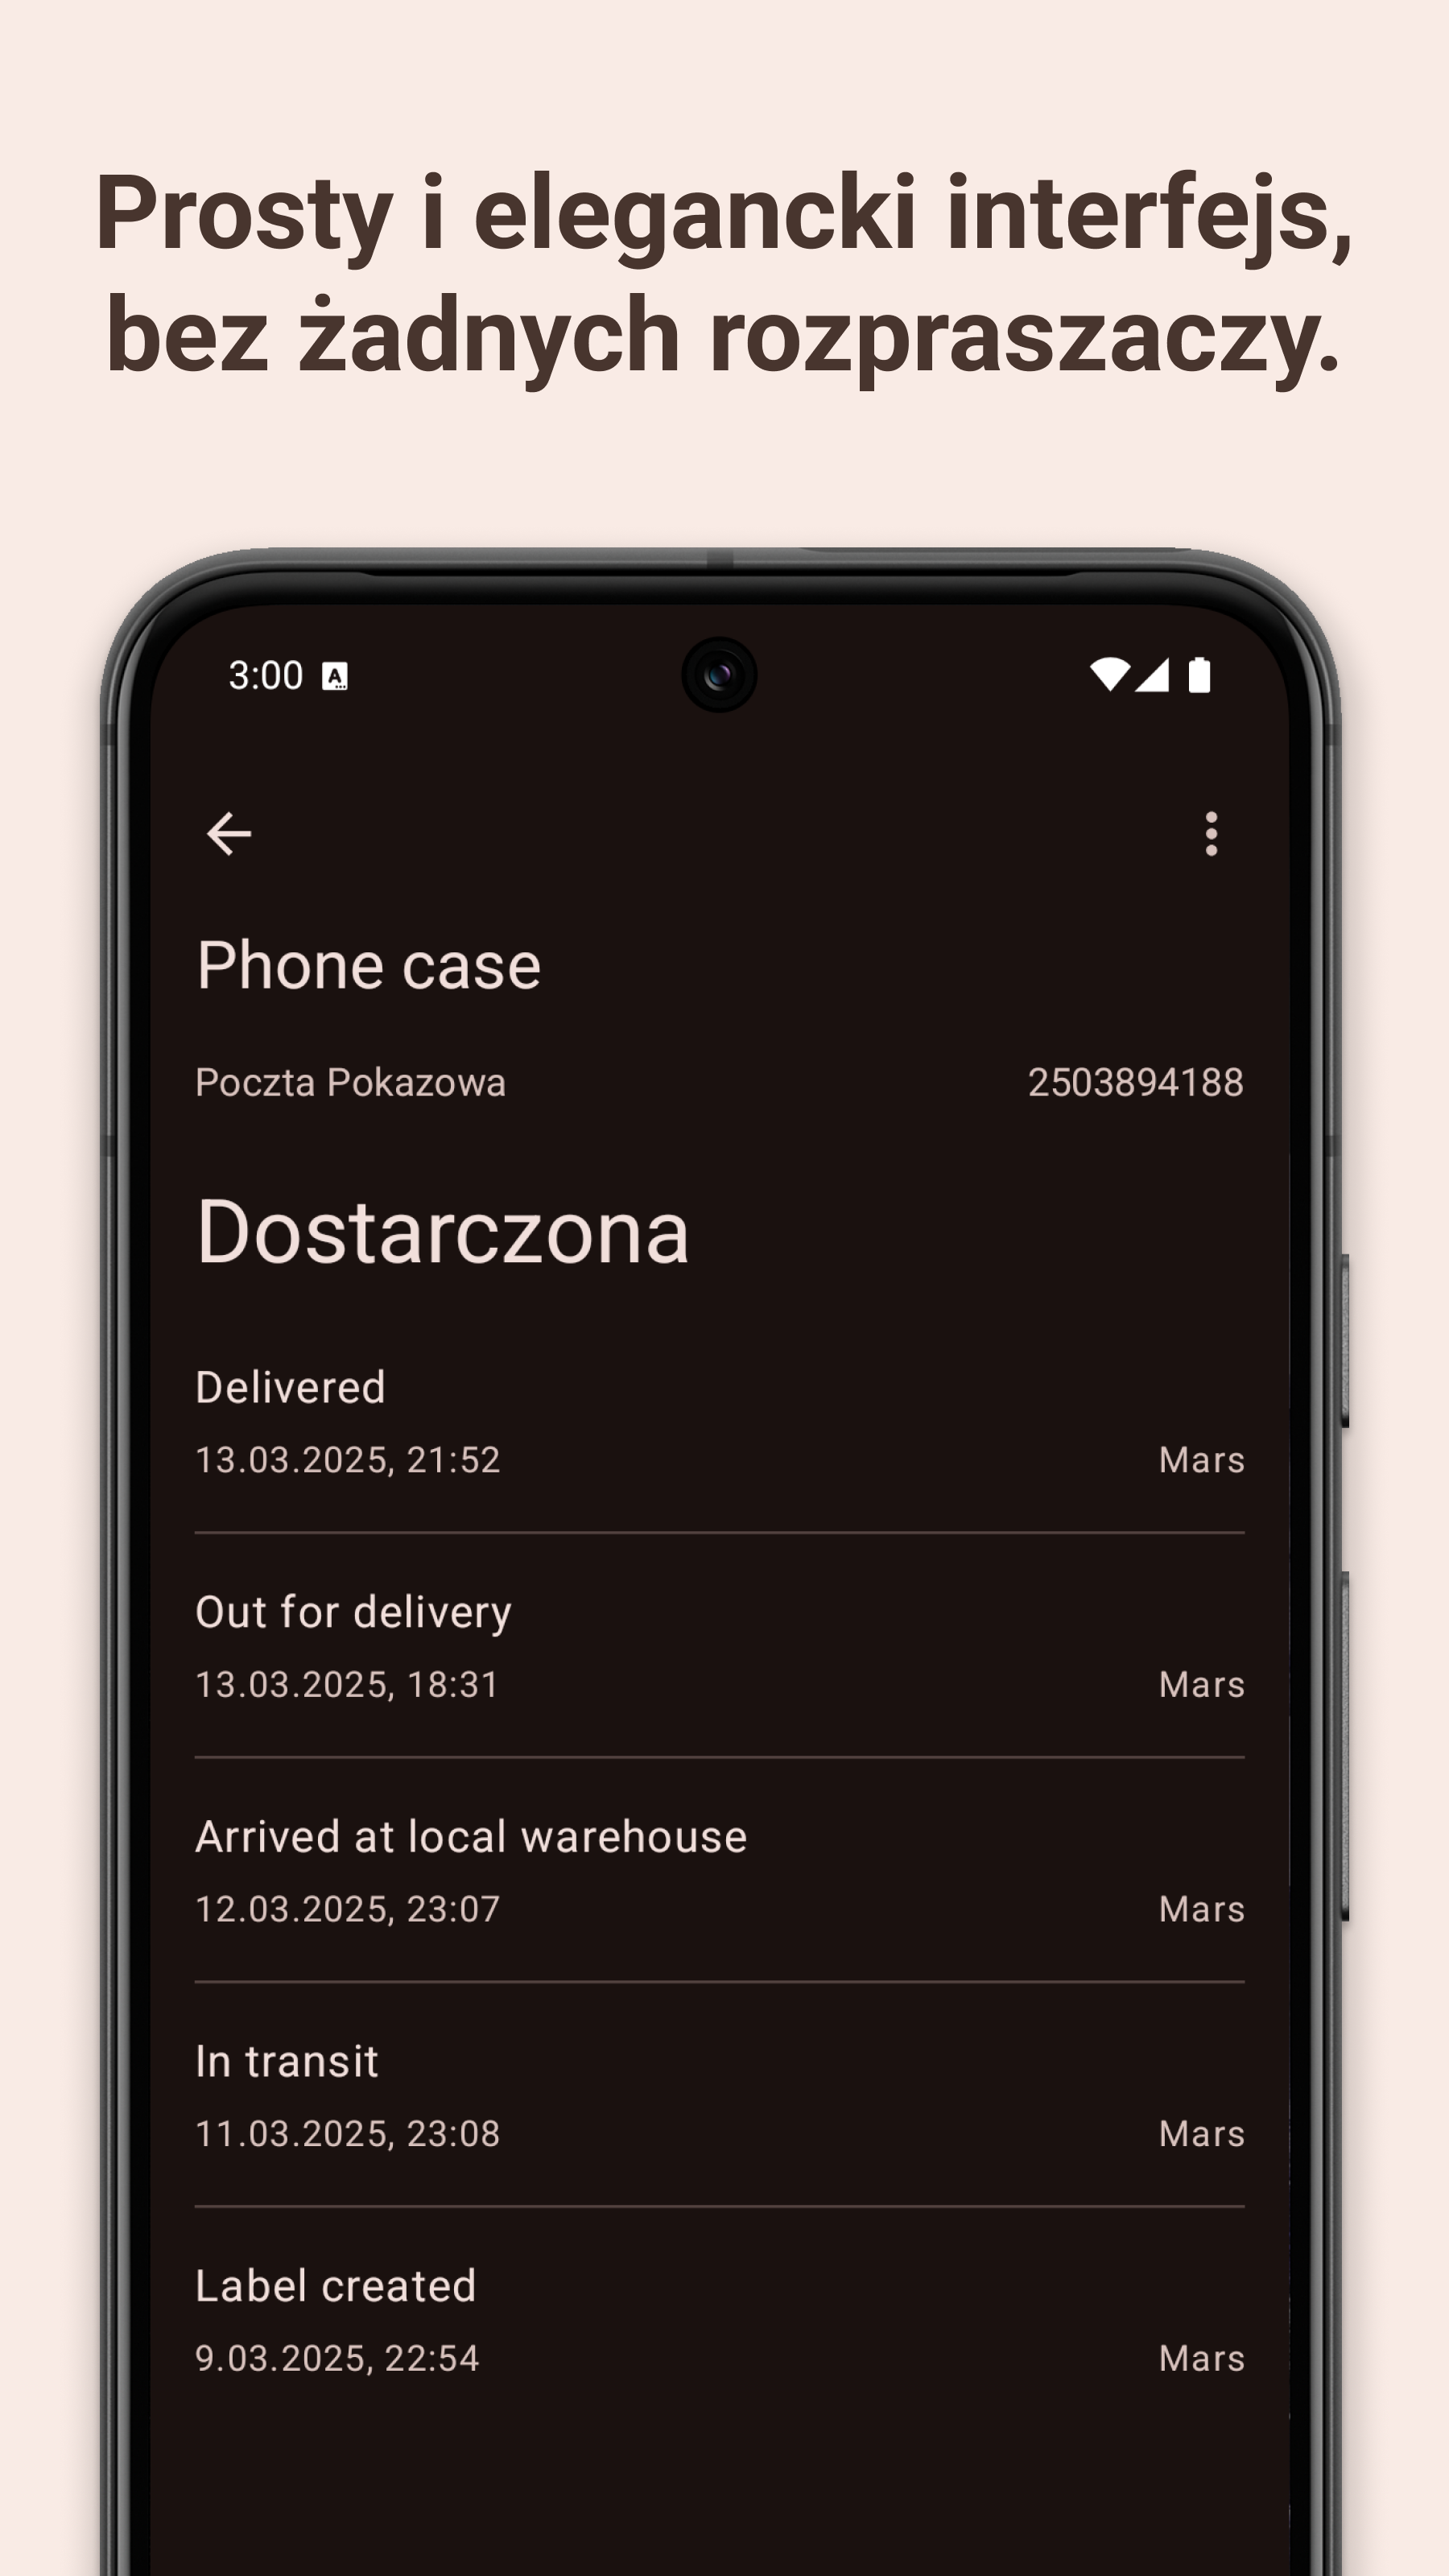 Prosty i elegancki interfejs,
bez żadnych rozpraszaczy.
3:00
Phone case
Poczta Pokazowa 2503894188
Dostarczona
Delivered
13.03.2025, 21:52 Mars
Out for delivery
13.03.2025, 18:31 Mars
Arrived at local warehouse
12.03.2025, 23:07 Mars
In transit
11.03.2025, 23:08 Mars
Label created
9.03.2025, 22:54 Mars